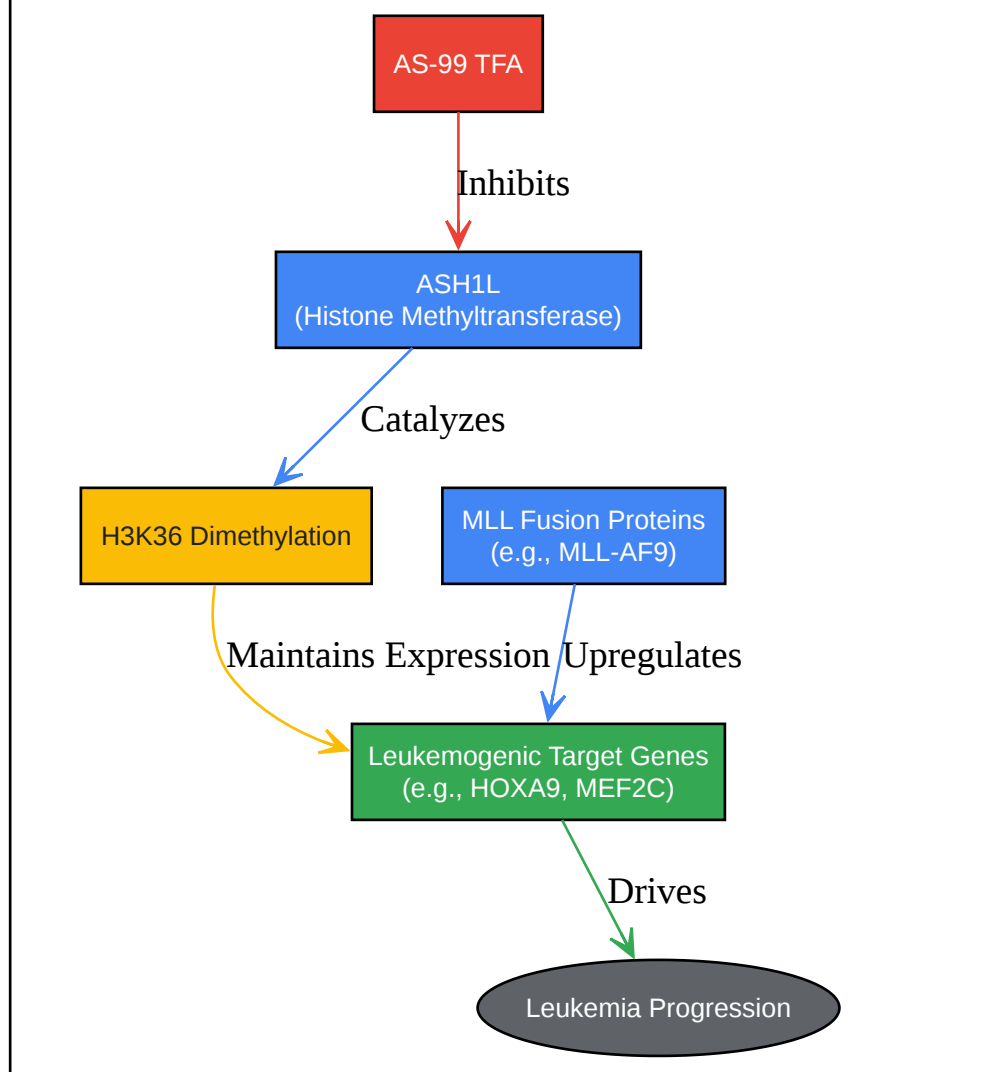 AS-99 TFA
Inhibits
ASH1L
(Histone Methyltransferase)
Catalyzes
H3K36 Dimethylation
MLL Fusion Proteins
(e.g., MLL-AF9)
Maintains Expression
Upregulates
Leukemogenic Target Genes
(e.g., HOXA9, MEF2C)
Drives
Leukemia Progression